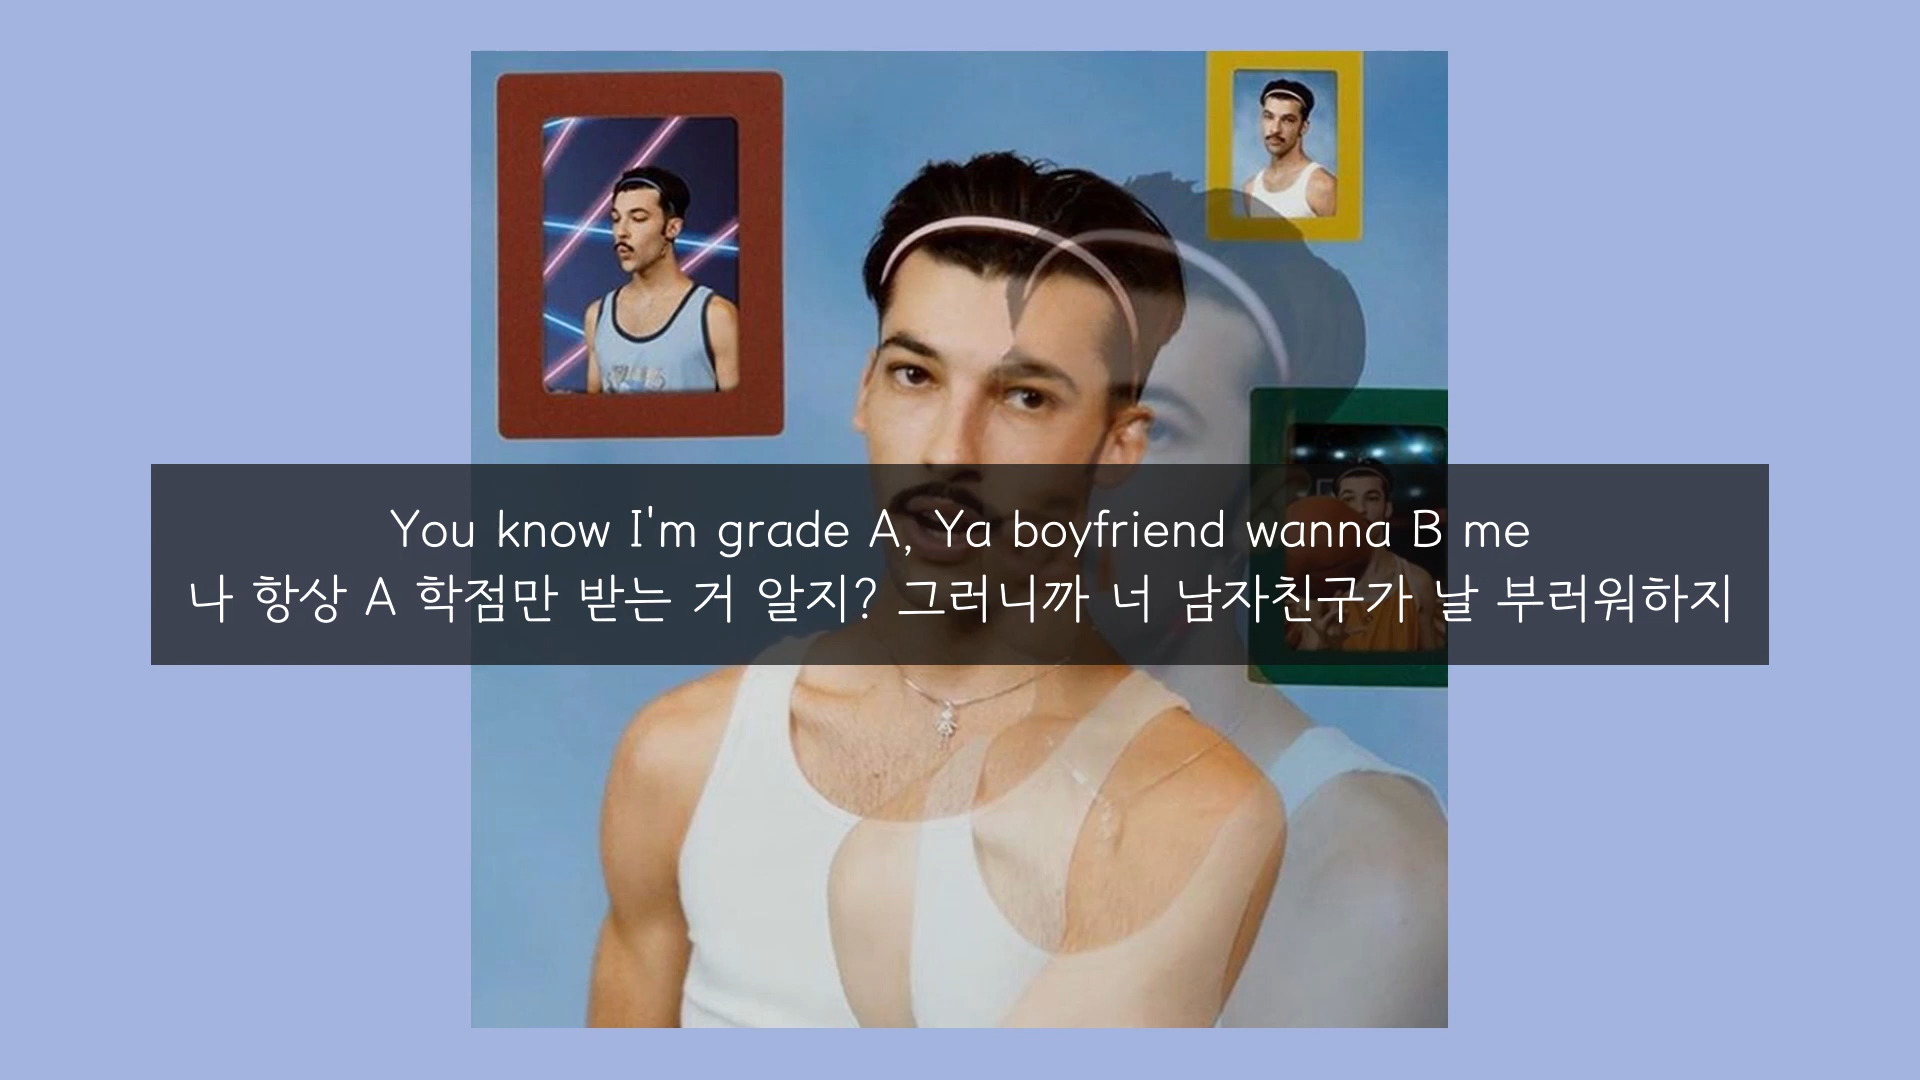 You know I'm grade A, Ya boyfriend wanna B me
나 항상 A 학점만 받는 거 알지? 그러니까 너 남자친구가 날 부러워하지